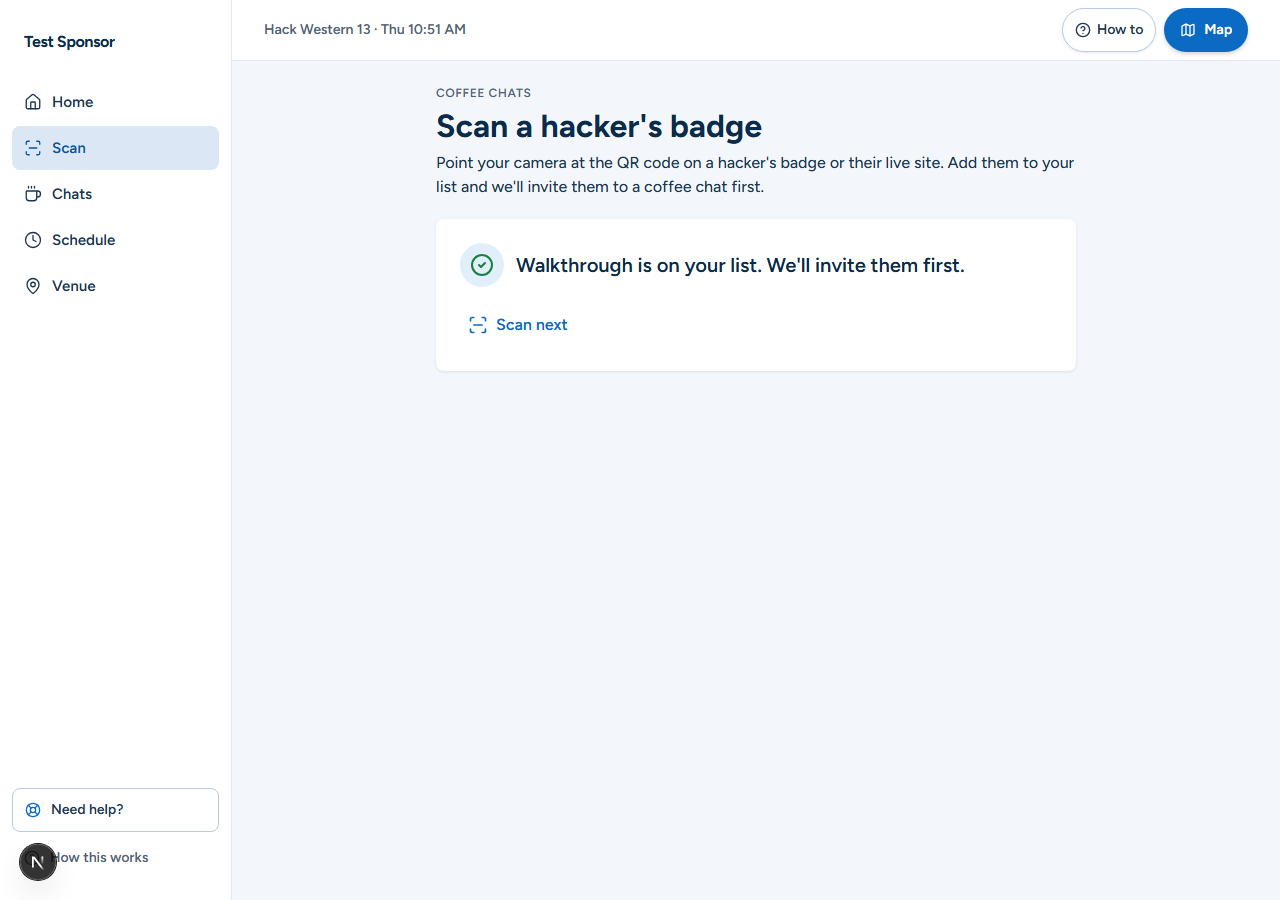 Test Sponsor
Home
Scan
Chats
Schedule
Venue
Need help?
How this works
N
Hack Western 13 · Thu 10:51 AM
How to
Map
COFFEE CHATS
Scan a hacker's badge
Point your camera at the QR code on a hacker's badge or their live site. Add them to your
list and we'll invite them to a coffee chat first.
Walkthrough is on your list. We'll invite them first.
Scan next